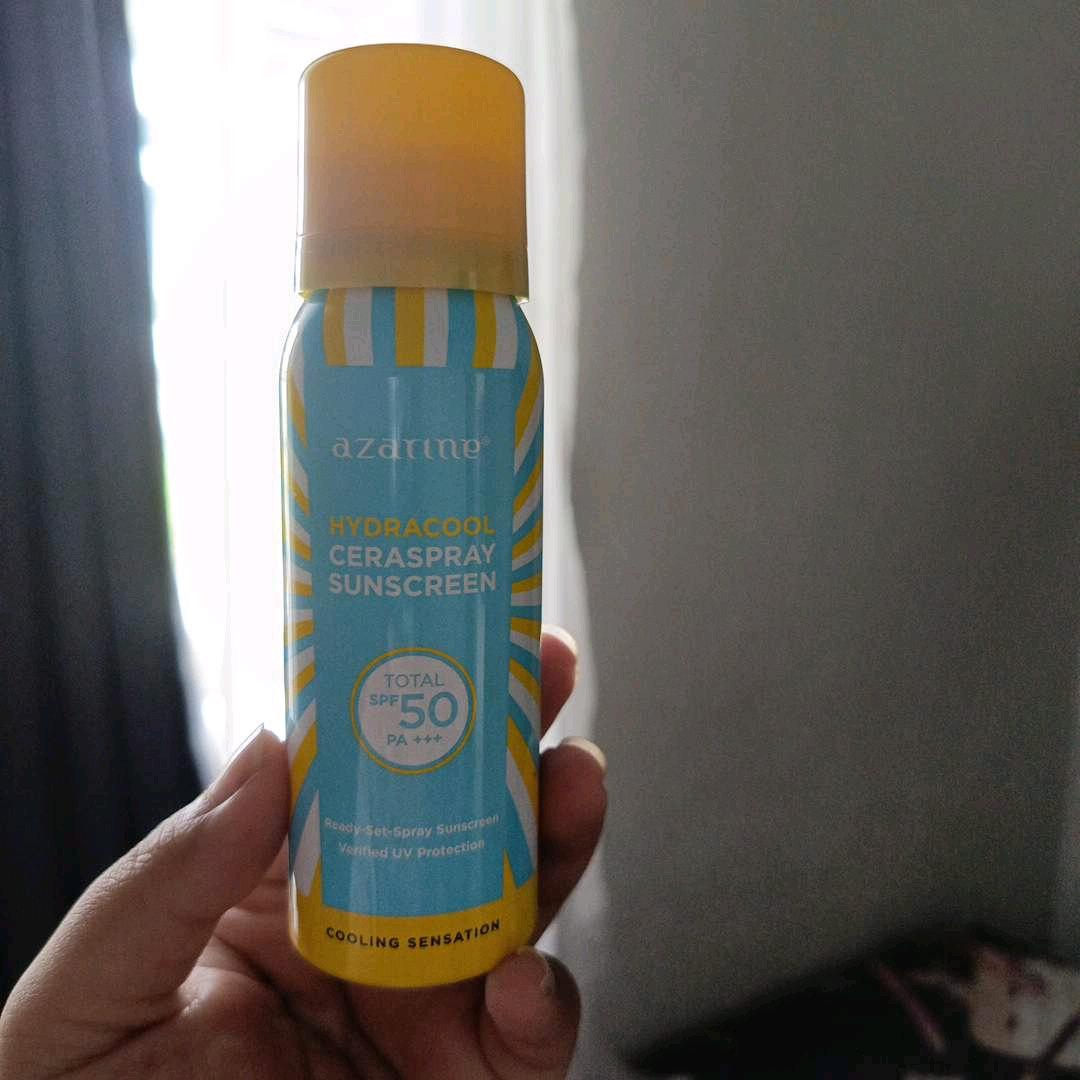 azarine®
HYDRACOOL
CERASPRAY
SUNSCREEN
TOTAL
SPF 50
PA +++
Ready-Set-Spray Sunscreen
Verified UV Protection
COOLING SENSATION